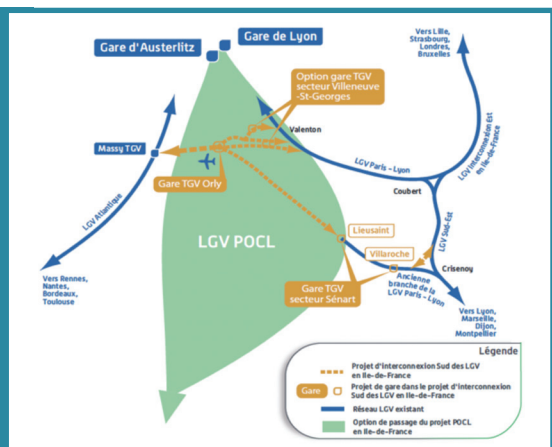 Gare de Lyon
Gare d'Austerlitz
Vers Lille,
Strasbourg,
Londres,
Bruxelles
Option gare TGV
secteur Villeneuve
-St-Georges
Valenton
Massy TGV
Gare TGV Orly
LGV Paris - Lyon
LGV Interconnexion Est
en Ile-de-France
Coubert
LGV Atlantique
LGV POCL
Lieusaint
LGV Sud-Est
Villaroche
Crisenoy
Vers Rennes,
Nantes,
Bordeaux,
Toulouse
Gare TGV
secteur Sénart
Ancienne
branche de la
LGV Paris - Lyon
Vers Lyon,
Marseille,
Dijon,
Montpellier
Légende
Projet d'interconnexion Sud des LGV
en Ile-de-France
Gare
Projet de gare dans le projet d'interconnexion
Sud des LGV en Ile-de-France
Réseau LGV existant
Option de passage du projet POCL
en Ile-de-France